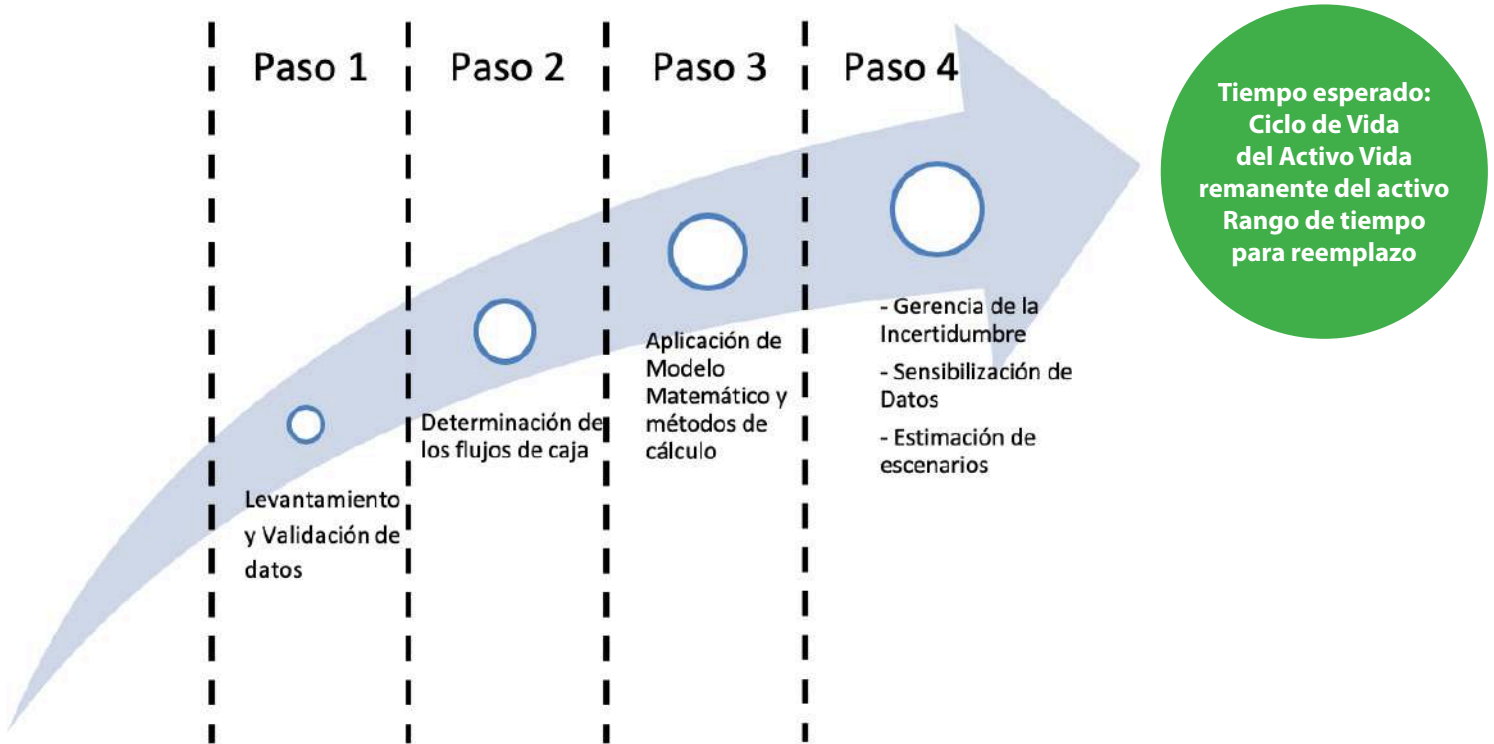 Paso 1
Paso 2
Paso 3
Paso 4
Levantamiento
y Validación de
datos
Determinación de
los flujos de caja
Aplicación de
Modelo
Matemático y
métodos de
cálculo
- Gerencia de la
Incertidumbre
- Sensibilización de
Datos
- Estimación de
escenarios
Tiempo esperado:
Ciclo de Vida
del Activo Vida
remanente del activo
Rango de tiempo
para reemplazo